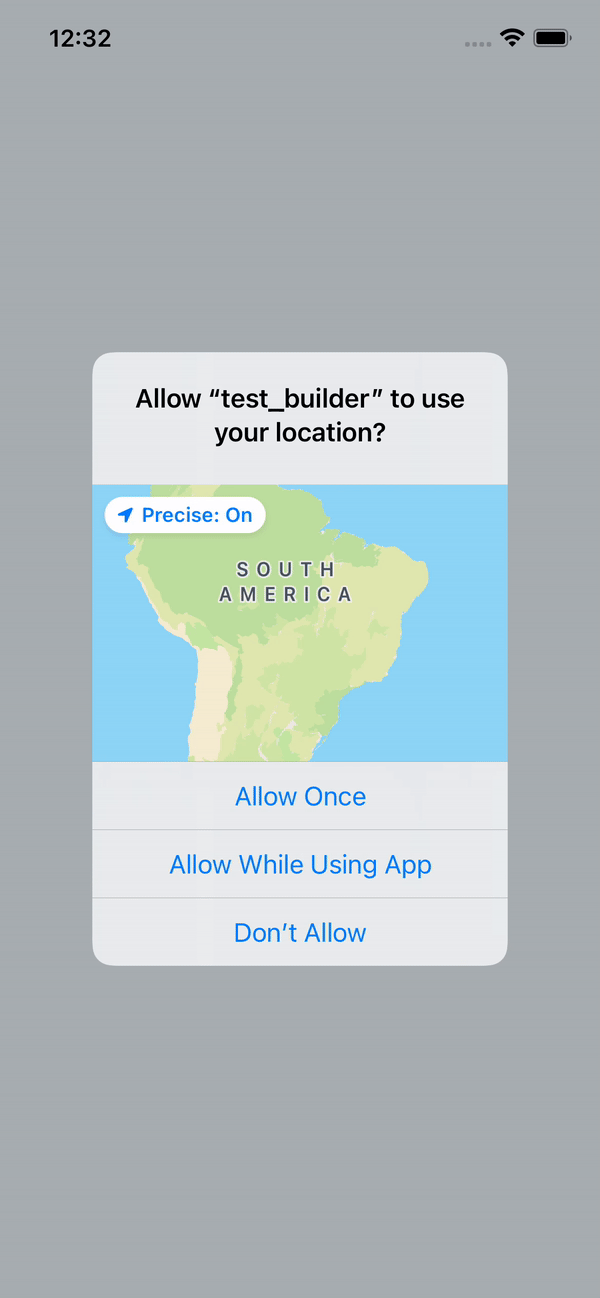 12:32
Allow “test_builder” to use
your location?
Precise: On
SOUTH
AMERICA
Allow Once
Allow While Using App
Don’t Allow